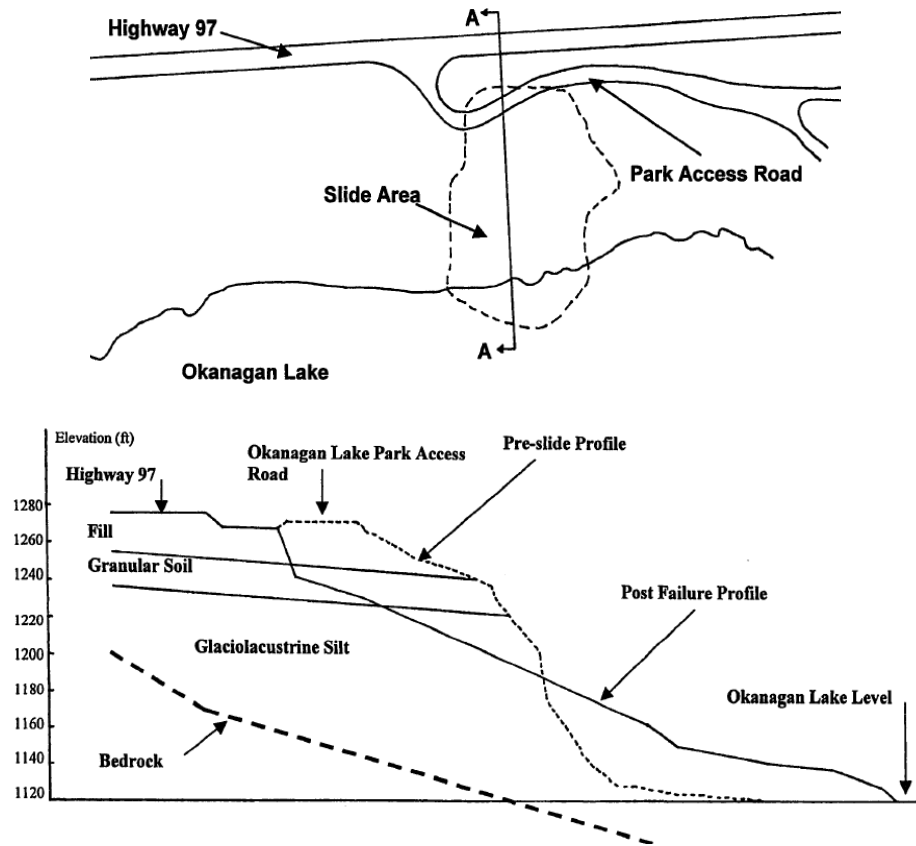 A
Highway 97
Park Access Road
Slide Area
A
Okanagan Lake
Elevation (ft)
Okanagan Lake Park Access
Road
Pre-slide Profile
Highway 97
1280
Fill
1260
Granular Soil
1240
Post Failure Profile
1220
Glaciolacustrine Silt
1200
1180
Okanagan Lake Level
1160
Bedrock
1140
1120